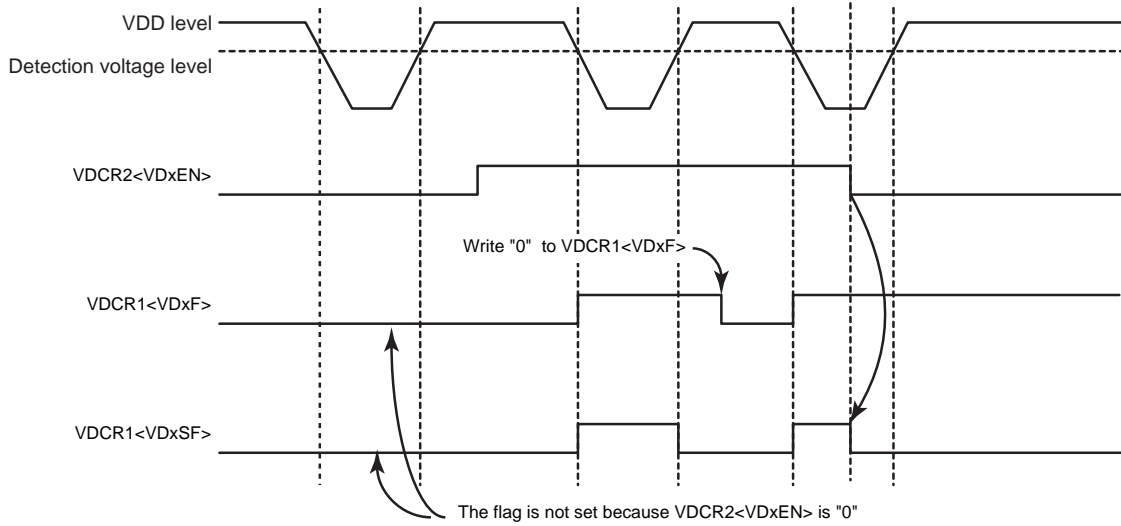 VDD level
Detection voltage level
VDCR2<VDxEN>
Write "0" to VDCR1<VDxF>
VDCR1<VDxF>
VDCR1<VDxSF>
The flag is not set because VDCR2<VDxEN> is "0"